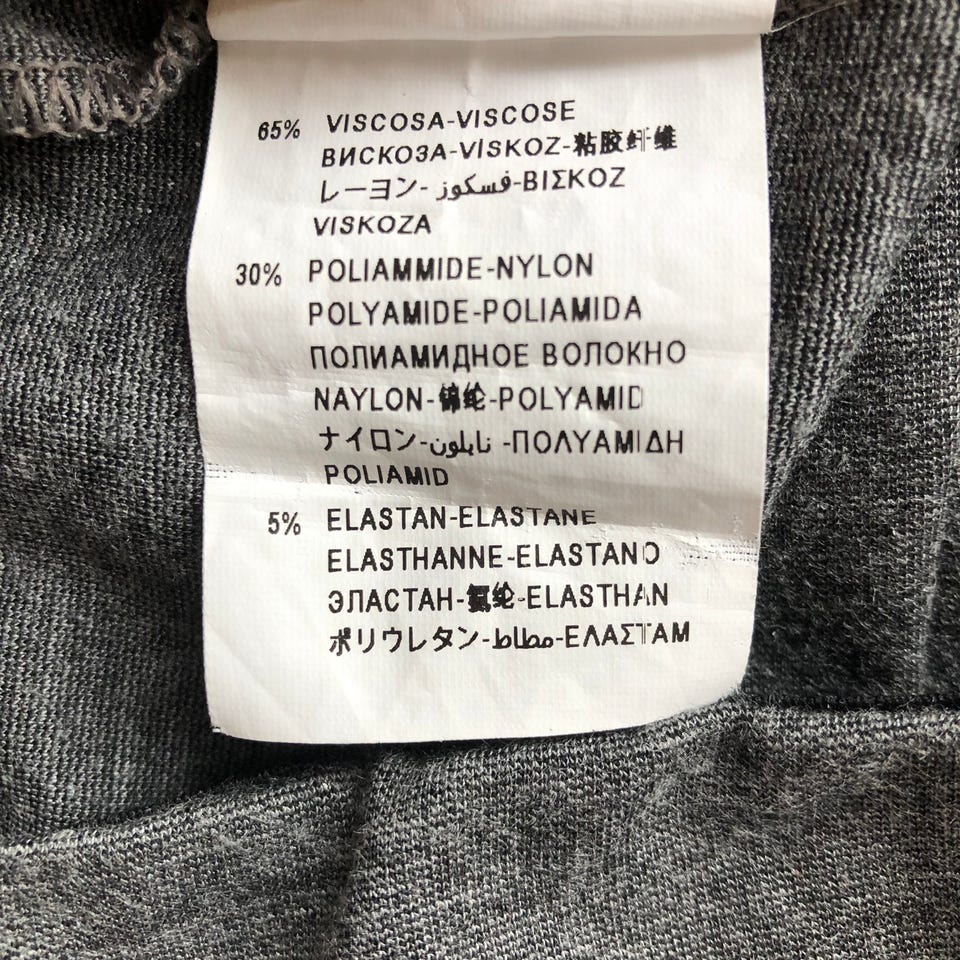 65% VISCOSA-VISCOSE
ВИСКОЗА-VISKOZ-粘胶纤维
レーヨン-فسكوز-ΒΙΣΚΟΖ
VISKOZA
30% POLIAMMIDE-NYLON
POLYAMIDE-POLIAMIDA
ПОЛИАМИДНОЕ ВОЛОКНО
NAYLON-锦纶-POLYAMID
ナイロン-نايلون-ΠΟΛΥΑΜΙΔΗ
POLIAMID
5% ELASTAN-ELASTANE
ELASTHANNE-ELASTANO
ЭЛАСТАН-氨纶-ELASTHAN
ポリウレタン-مطاط-ΕΛΑΣΤΑΜ